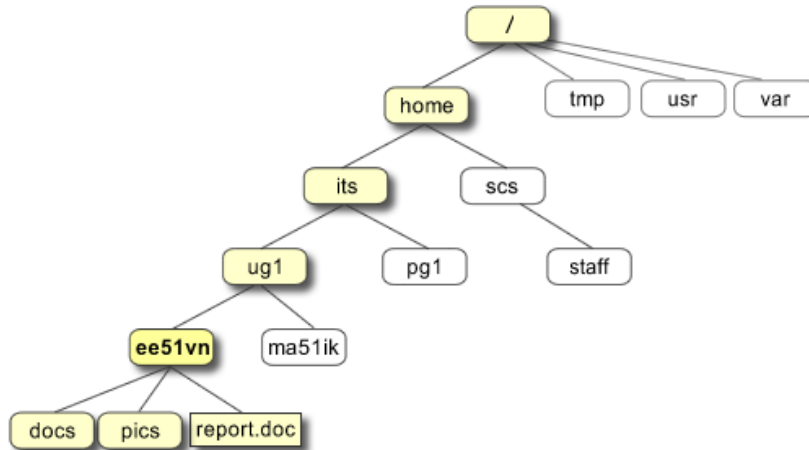 /
home
tmp
usr
var
its
scs
ug1
pg1
staff
ee51vn
ma51ik
docs
pics
report.doc